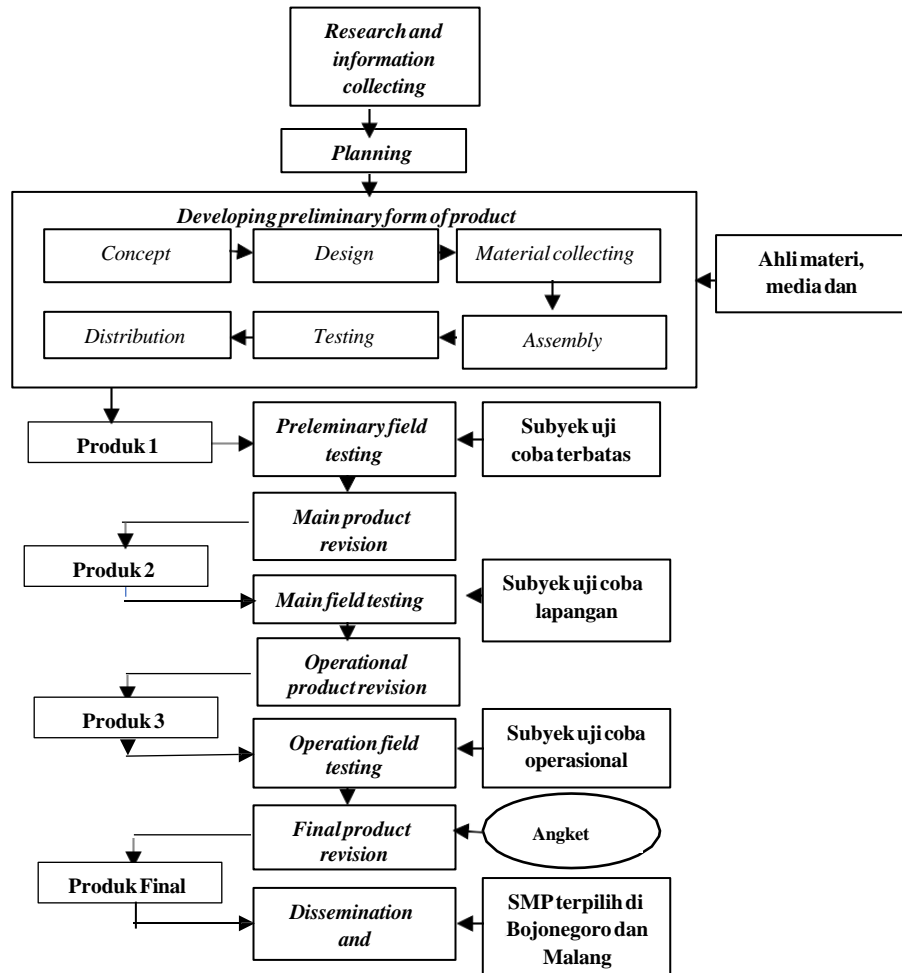 Research and
information
collecting
Planning
Developing preliminary form of product
Concept
Design
Material collecting
Ahli materi,
media dan
Distribution
Testing
Assembly
Produk 1
Preleminary field
testing
Subyek uji
coba terbatas
Main product
revision
Produk 2
Main field testing
Subyek uji coba
lapangan
Operational
product revision
Produk 3
Operation field
testing
Subyek uji coba
operasional
Final product
revision
Angket
Produk Final
Dissemination
and
SMP terpilih di
Bojonegoro dan
Malang